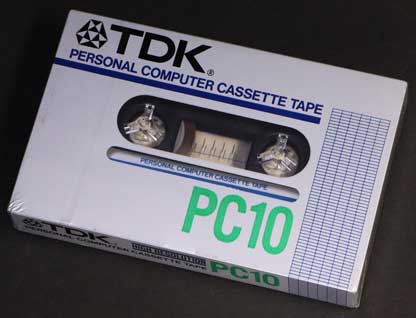 TDK®
PERSONAL COMPUTER CASSETTE TAPE
PERSONAL COMPUTER CASSETTE TAPE
PC10
TDK
HIGH RESOLUTION
PERSONAL COMPUTER CASSETTE TAPE
PC10